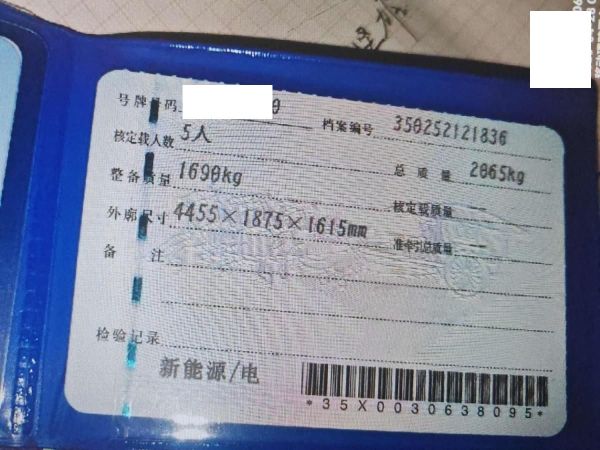 号牌号码 0
档案编号 350252121836
核定载人数 5人
总质量 2065kg
整备质量 1690kg
核定载质量 —
外廓尺寸 4455×1875×1615mm
准牵引总质量 —
备注
检验记录
新能源/电
*35X0030638095*